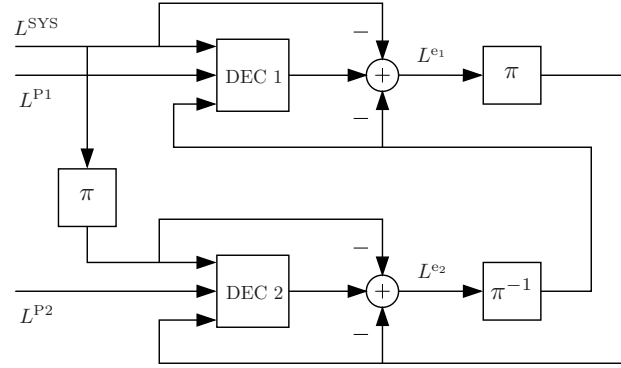 L^SYS
−
DEC 1
+
L^e₁
π
L^P1
−
π
−
DEC 2
+
L^e₂
π⁻¹
L^P2
−